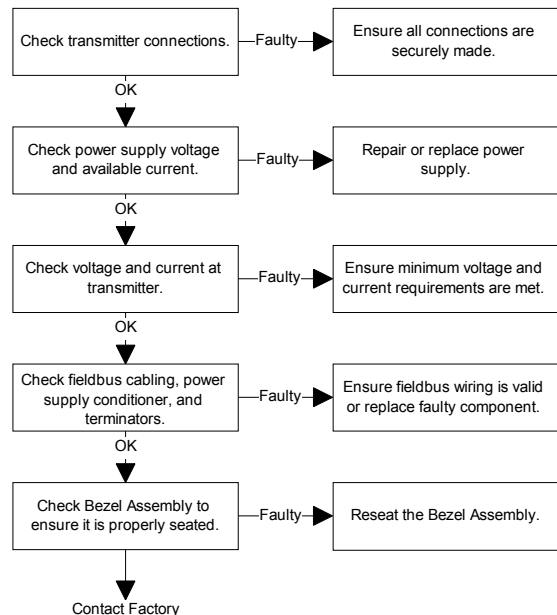 Check transmitter connections.
Faulty
Ensure all connections are
securely made.
OK
Check power supply voltage
and available current.
Faulty
Repair or replace power
supply.
OK
Check voltage and current at
transmitter.
Faulty
Ensure minimum voltage and
current requirements are met.
OK
Check fieldbus cabling, power
supply conditioner, and
terminators.
Faulty
Ensure fieldbus wiring is valid
or replace faulty component.
OK
Check Bezel Assembly to
ensure it is properly seated.
Faulty
Reseat the Bezel Assembly.
Contact Factory